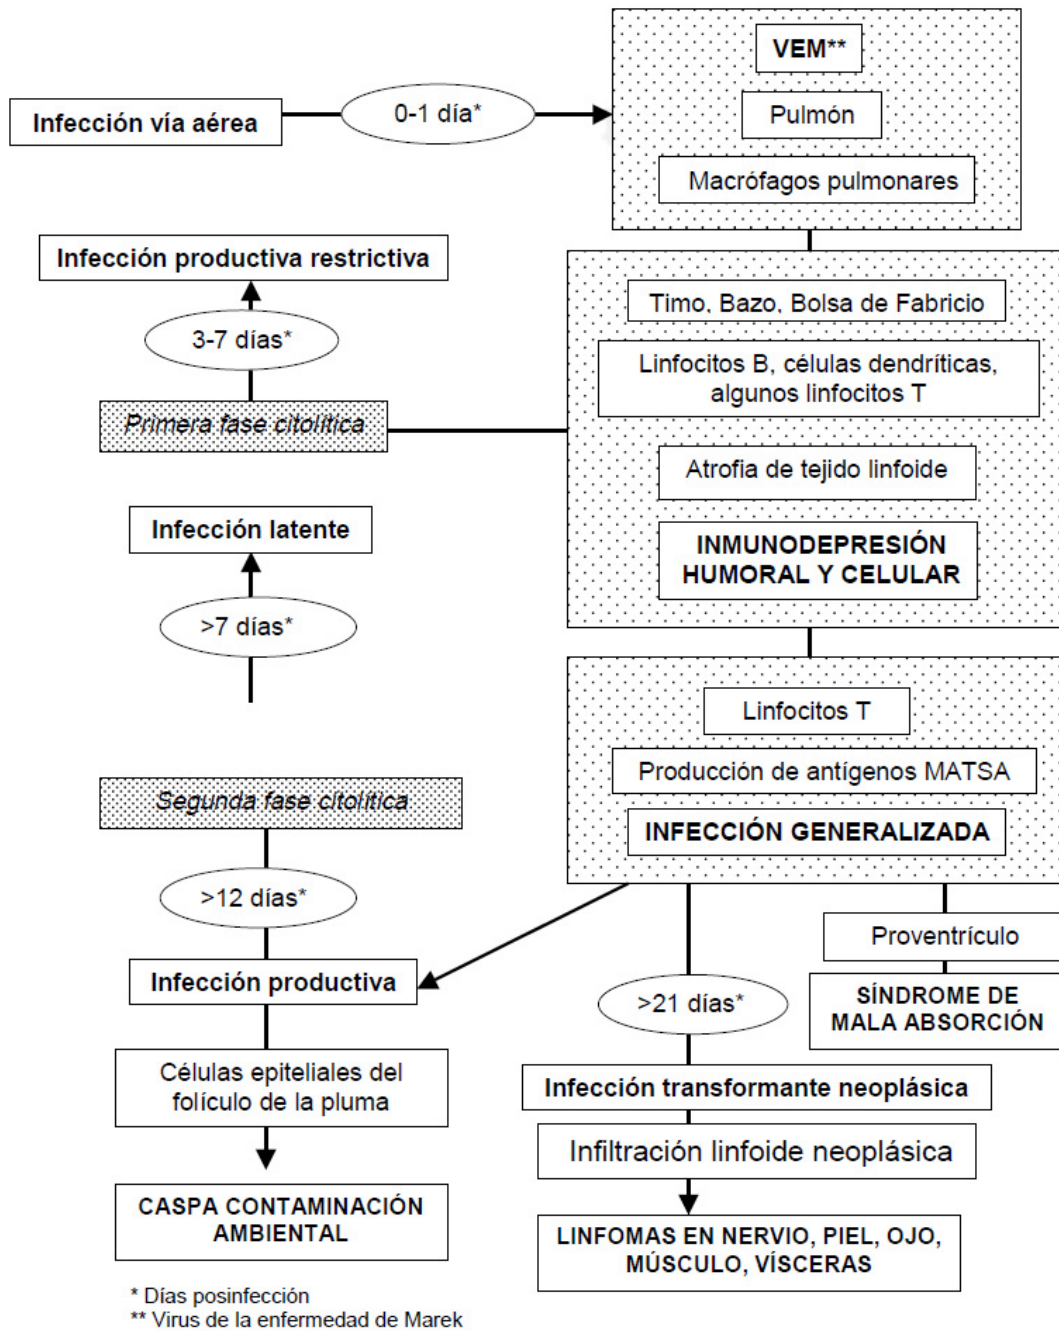 VEM**
Infección vía aérea
0-1 día*
Pulmón
Macrófagos pulmonares
Infección productiva restrictiva
3-7 días*
Primera fase citolítica
Timo, Bazo, Bolsa de Fabricio
Linfocitos B, células dendríticas,
algunos linfocitos T
Atrofia de tejido linfoide
INMUNODEPRESIÓN
HUMORAL Y CELULAR
Infección latente
>7 días*
Linfocitos T
Producción de antígenos MATSA
INFECCIÓN GENERALIZADA
Segunda fase citolítica
>12 días*
Infección productiva
Células epiteliales del
folículo de la pluma
CASPA CONTAMINACIÓN
AMBIENTAL
>21 días*
Infección transformante neoplásica
Infiltración linfoide neoplásica
LINFOMAS EN NERVIO, PIEL, OJO,
MÚSCULO, VÍSCERAS
Proventrículo
SÍNDROME DE
MALA ABSORCIÓN
* Días posinfección
** Virus de la enfermedad de Marek